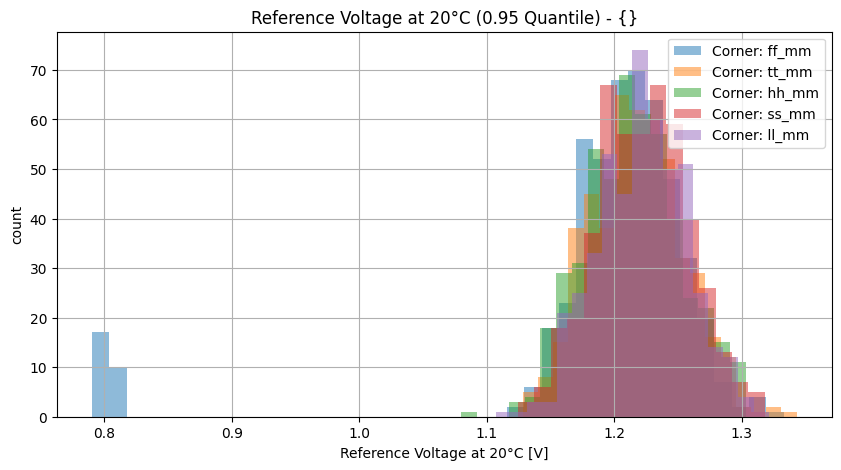 Reference Voltage at 20°C (0.95 Quantile) - {}
Corner: ff_mm
Corner: tt_mm
Corner: hh_mm
Corner: ss_mm
Corner: ll_mm
count
70
60
50
40
30
20
10
0
0.8
0.9
1.0
1.1
1.2
1.3
Reference Voltage at 20°C [V]